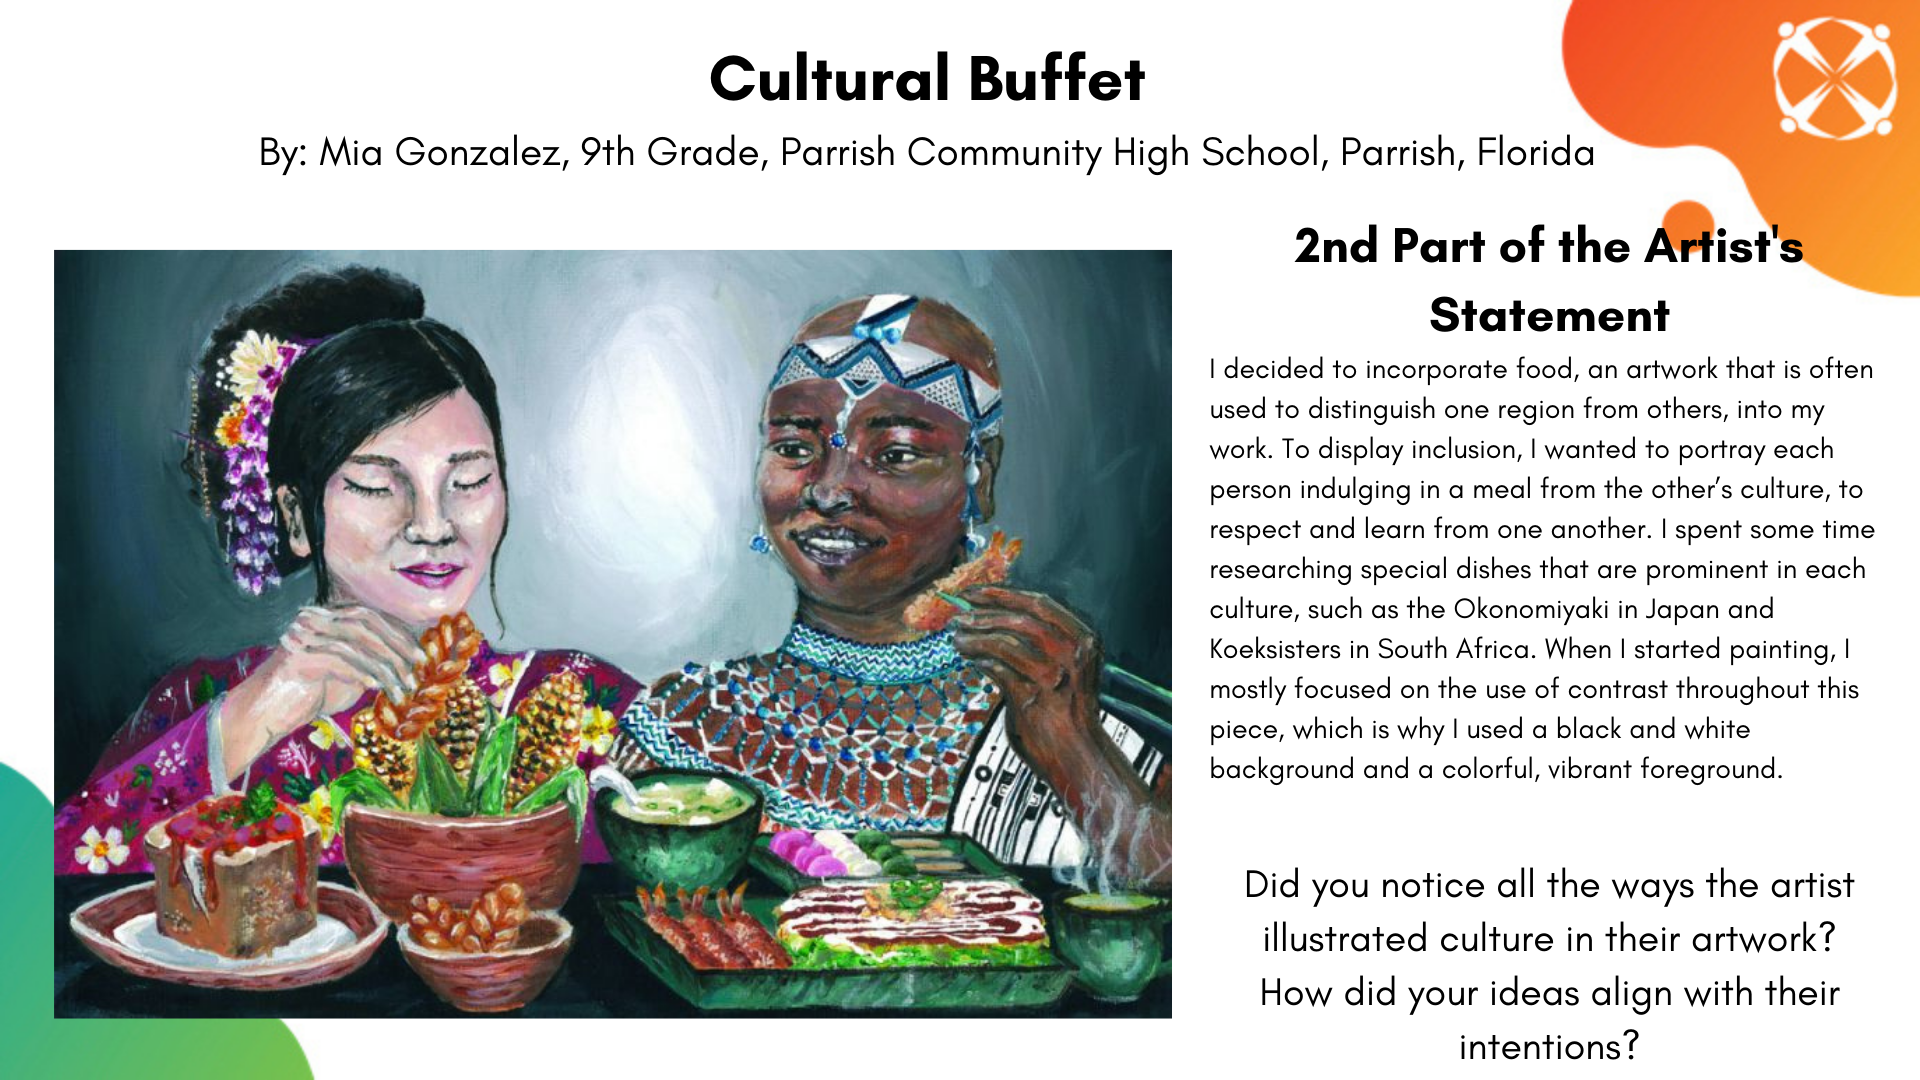 Cultural Buffet
By: Mia Gonzalez, 9th Grade, Parrish Community High School, Parrish, Florida
2nd Part of the Artist's
Statement
I decided to incorporate food, an artwork that is often
used to distinguish one region from others, into my
work. To display inclusion, I wanted to portray each
person indulging in a meal from the other’s culture, to
respect and learn from one another. I spent some time
researching special dishes that are prominent in each
culture, such as the Okonomiyaki in Japan and
Koeksisters in South Africa. When I started painting, I
mostly focused on the use of contrast throughout this
piece, which is why I used a black and white
background and a colorful, vibrant foreground.
Did you notice all the ways the artist
illustrated culture in their artwork?
How did your ideas align with their
intentions?